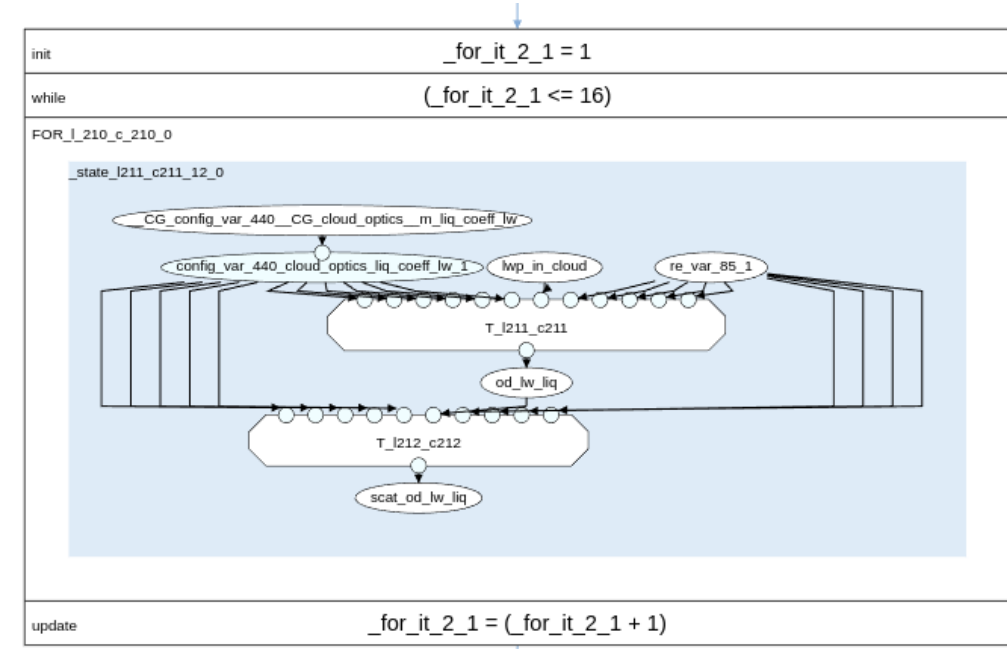 init _for_it_2_1 = 1
while (_for_it_2_1 <= 16)
FOR_l_210_c_210_0
_state_l211_c211_12_0
__CG_config_var_440__CG_cloud_optics__m_liq_coeff_lw
config_var_440_cloud_optics_liq_coeff_lw_1 lwp_in_cloud re_var_85_1
T_l211_c211
od_lw_liq
T_l212_c212
scat_od_lw_liq
update _for_it_2_1 = (_for_it_2_1 + 1)